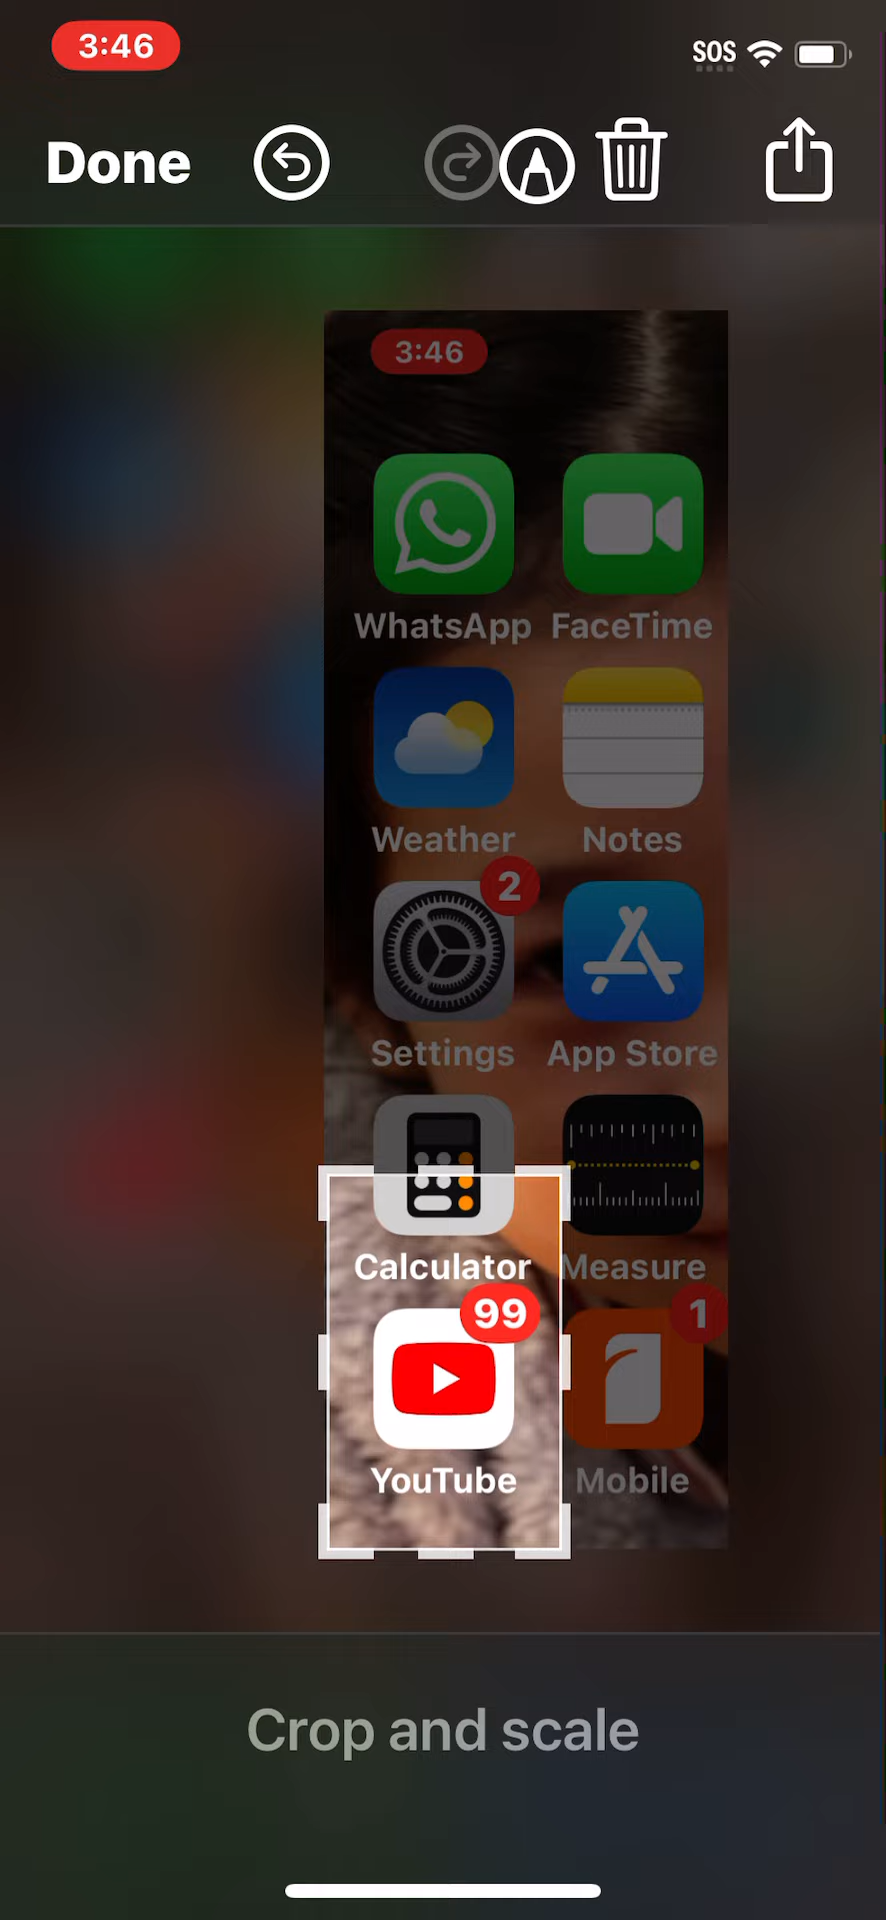 3:46 SOS
Done
3:46
WhatsApp FaceTime
Weather Notes
2
Settings App Store
Calculator Measure
99 1
YouTube Mobile
Crop and scale